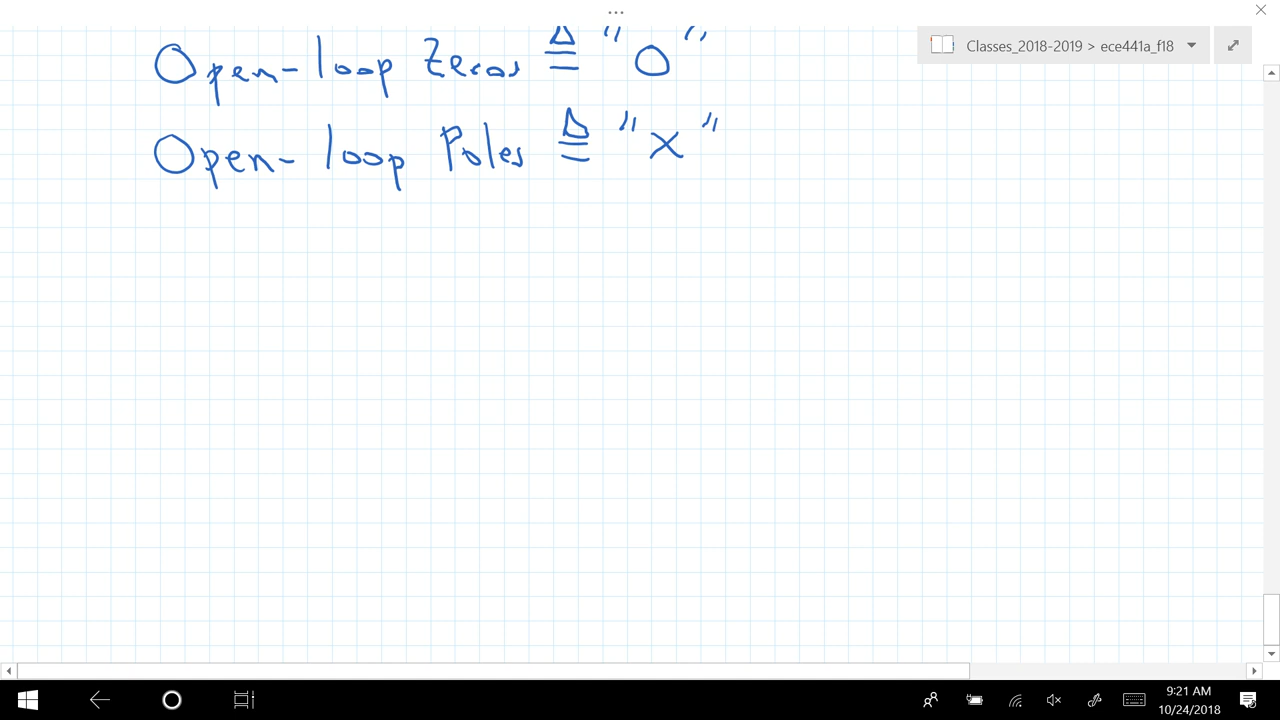 Open-loop Zeros ≜ "O"
Classes_2018-2019 > ece441a_f18
Open-loop Poles ≜ "x"
9:21 AM
10/24/2018